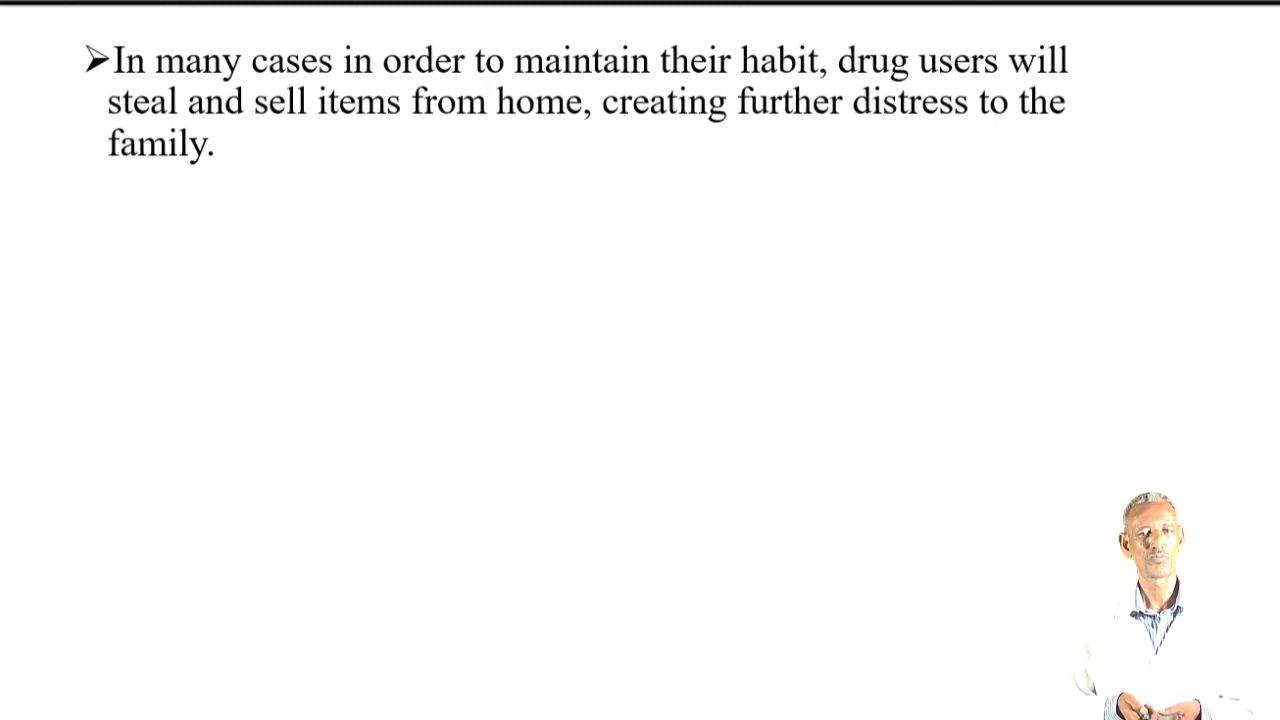 ➢In many cases in order to maintain their habit, drug users will
steal and sell items from home, creating further distress to the
family.